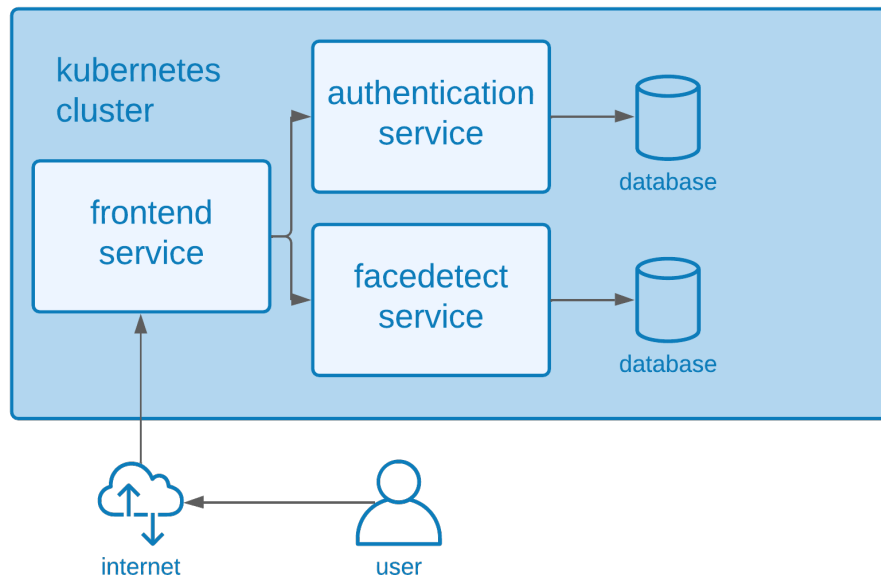 kubernetes
cluster
authentication
service
database
frontend
service
facedetect
service
database
internet
user